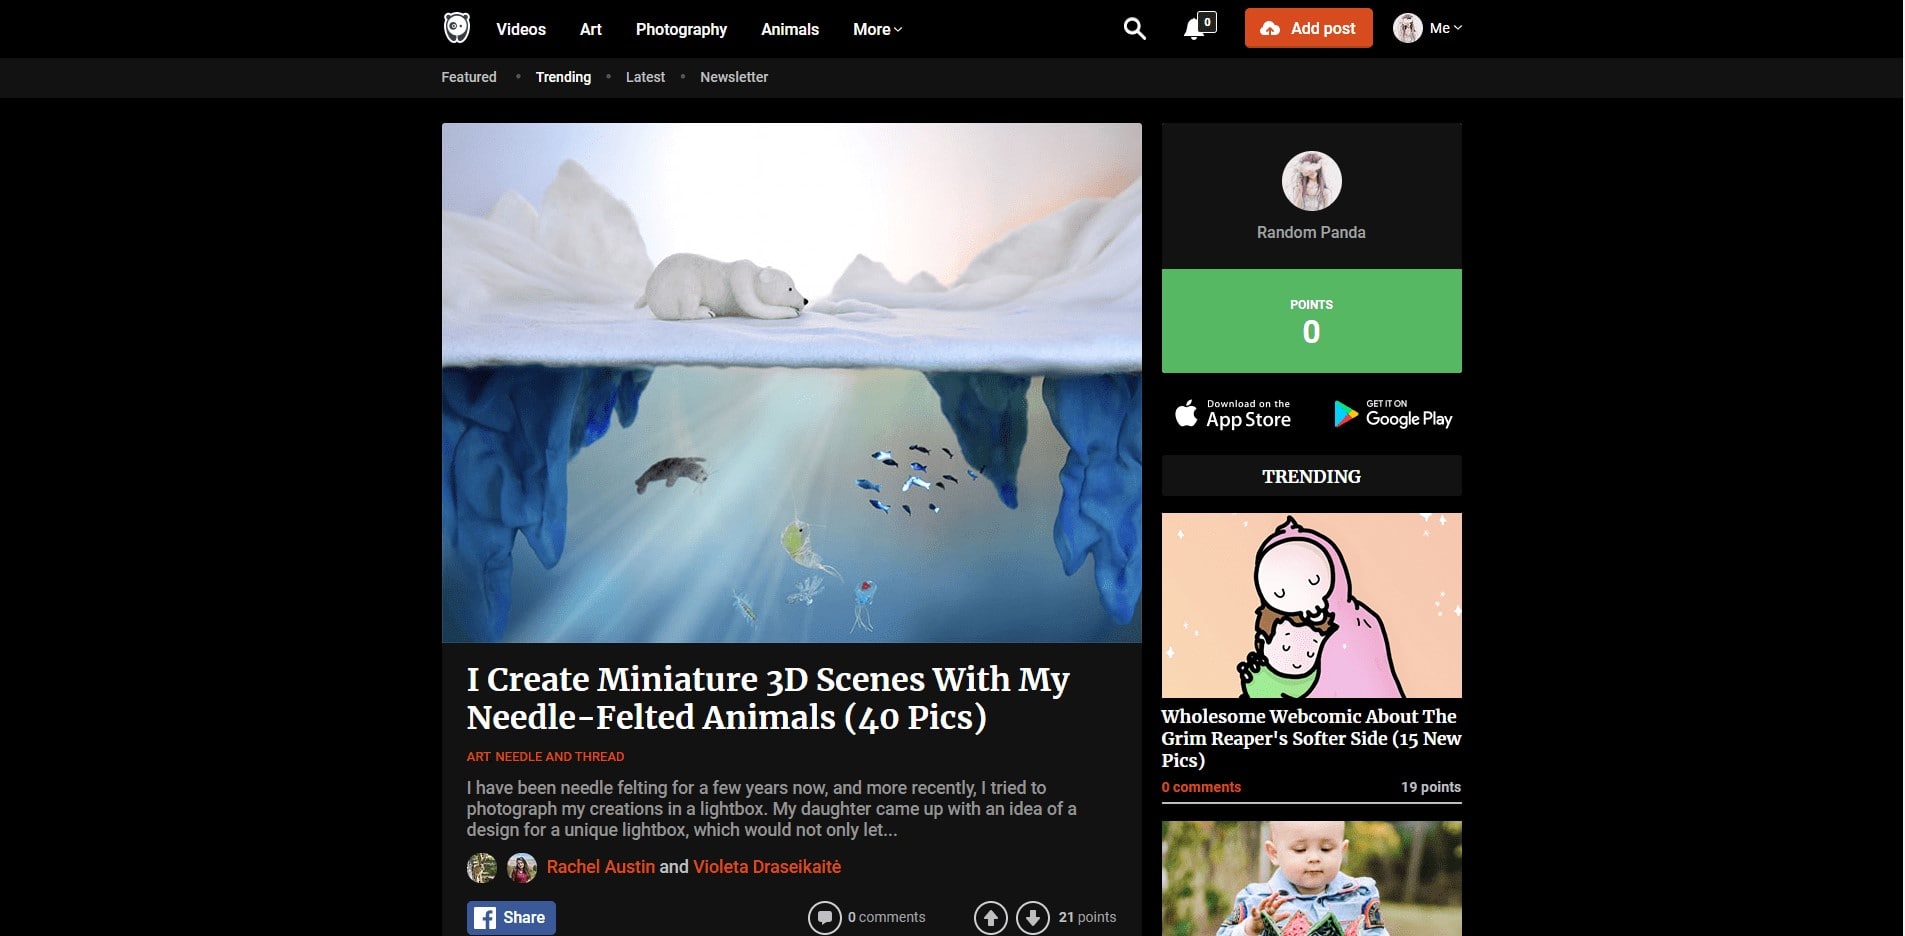 Videos Art Photography Animals More
0
Add post
Me
Featured • Trending • Latest • Newsletter
I Create Miniature 3D Scenes With My
Needle-Felted Animals (40 Pics)
ART NEEDLE AND THREAD
I have been needle felting for a few years now, and more recently, I tried to
photograph my creations in a lightbox. My daughter came up with an idea of a
design for a unique lightbox, which would not only let...
Rachel Austin and Violeta Draseikaitė
Share
0 comments
21 points
Random Panda
POINTS
0
Download on the
App Store
GET IT ON
Google Play
TRENDING
Wholesome Webcomic About The
Grim Reaper's Softer Side (15 New
Pics)
0 comments
19 points